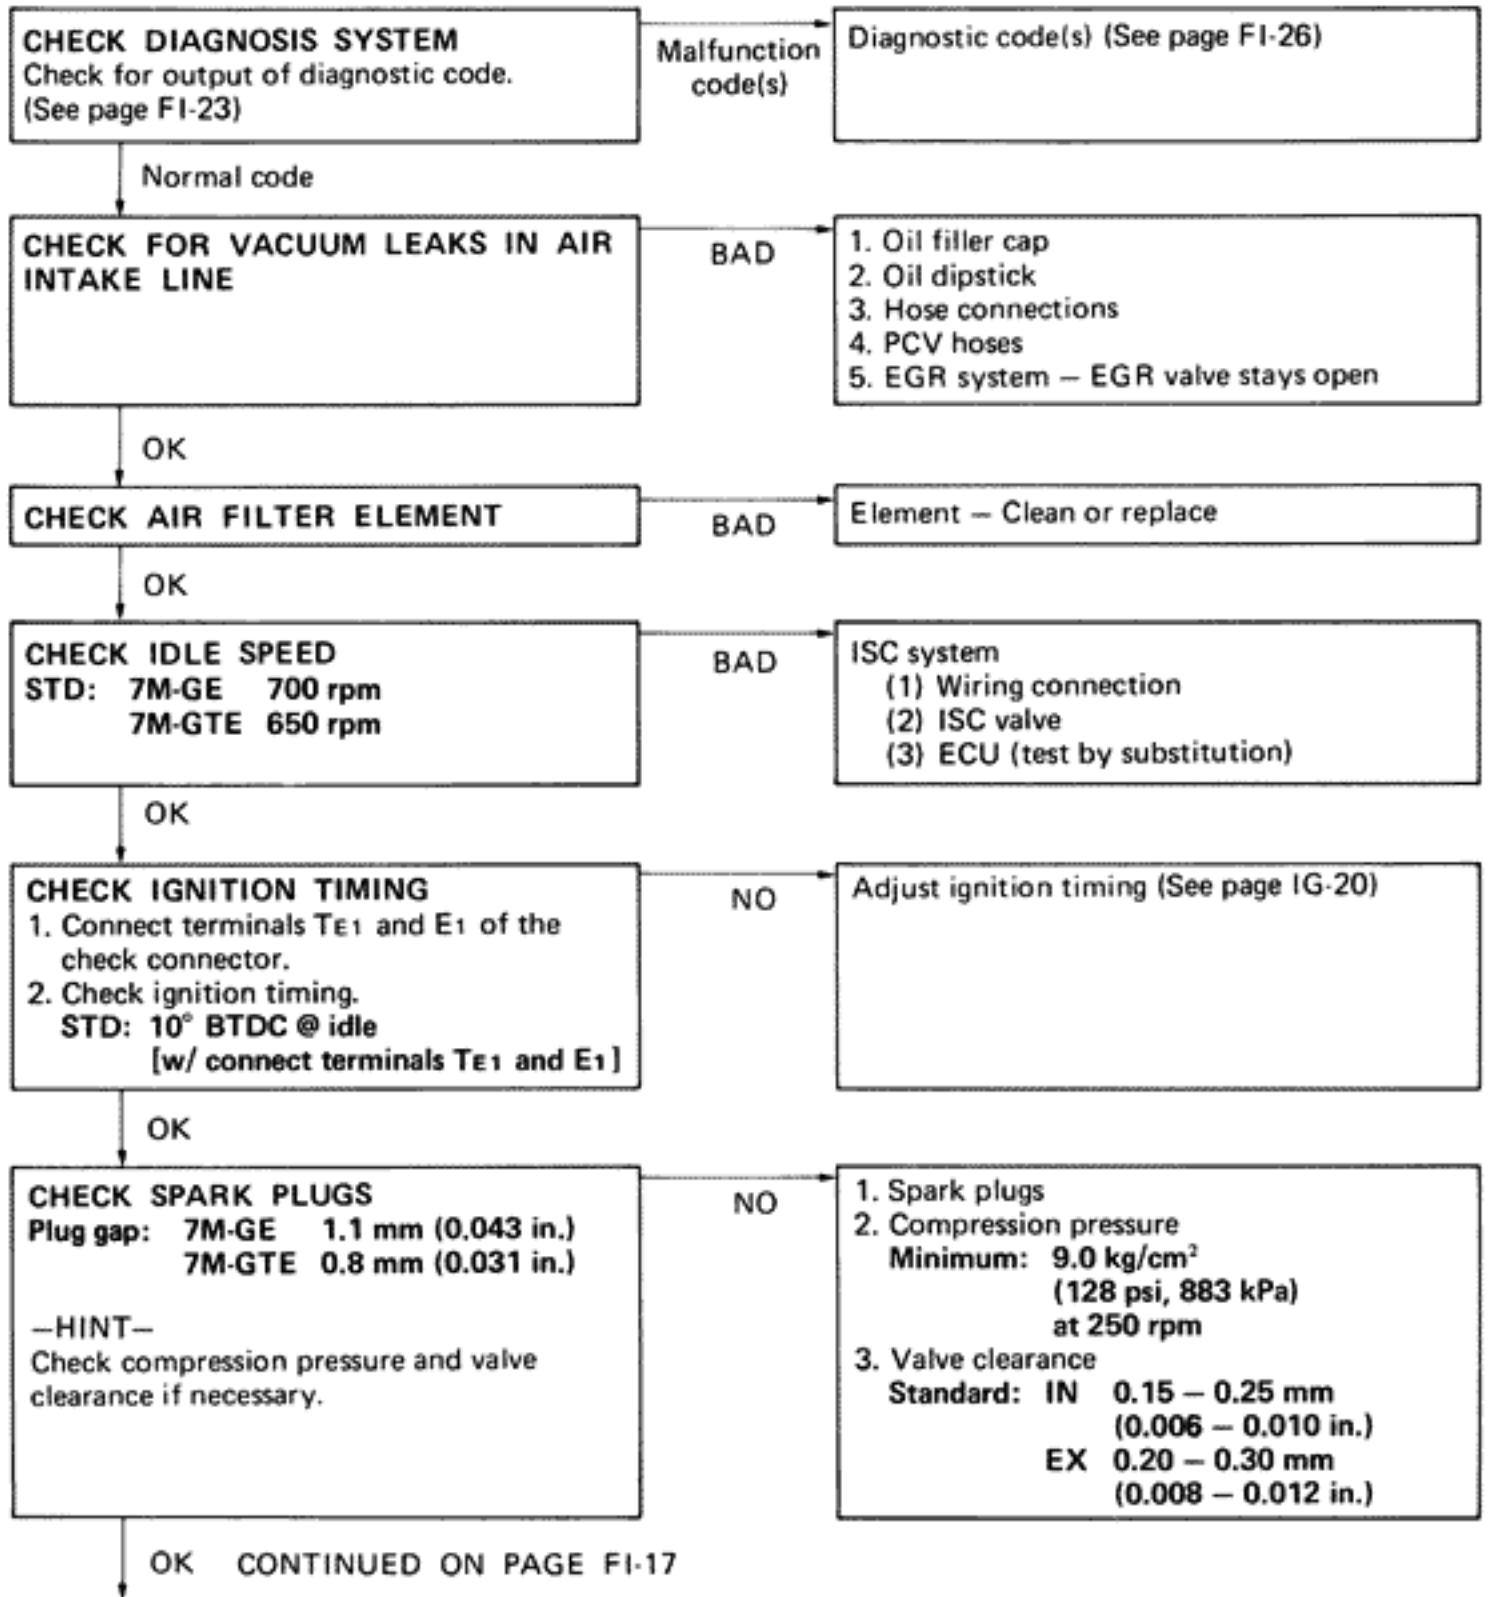 CHECK DIAGNOSIS SYSTEM
Check for output of diagnostic code.
(See page FI-23)
Malfunction
code(s)
Diagnostic code(s) (See page FI-26)
Normal code
CHECK FOR VACUUM LEAKS IN AIR
INTAKE LINE
BAD
1. Oil filler cap
2. Oil dipstick
3. Hose connections
4. PCV hoses
5. EGR system — EGR valve stays open
OK
CHECK AIR FILTER ELEMENT
BAD
Element — Clean or replace
OK
CHECK IDLE SPEED
STD: 7M-GE 700 rpm
7M-GTE 650 rpm
BAD
ISC system
(1) Wiring connection
(2) ISC valve
(3) ECU (test by substitution)
OK
CHECK IGNITION TIMING
1. Connect terminals TE1 and E1 of the
check connector.
2. Check ignition timing.
STD: 10° BTDC @ idle
[w/ connect terminals TE1 and E1]
NO
Adjust ignition timing (See page IG-20)
OK
CHECK SPARK PLUGS
Plug gap: 7M-GE 1.1 mm (0.043 in.)
7M-GTE 0.8 mm (0.031 in.)
—HINT—
Check compression pressure and valve
clearance if necessary.
NO
1. Spark plugs
2. Compression pressure
Minimum: 9.0 kg/cm²
(128 psi, 883 kPa)
at 250 rpm
3. Valve clearance
Standard: IN 0.15 — 0.25 mm
(0.006 — 0.010 in.)
EX 0.20 — 0.30 mm
(0.008 — 0.012 in.)
OK CONTINUED ON PAGE FI-17